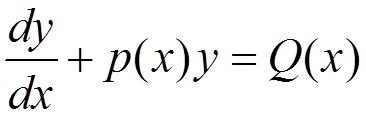 dy/dx + p(x)y = Q(x)